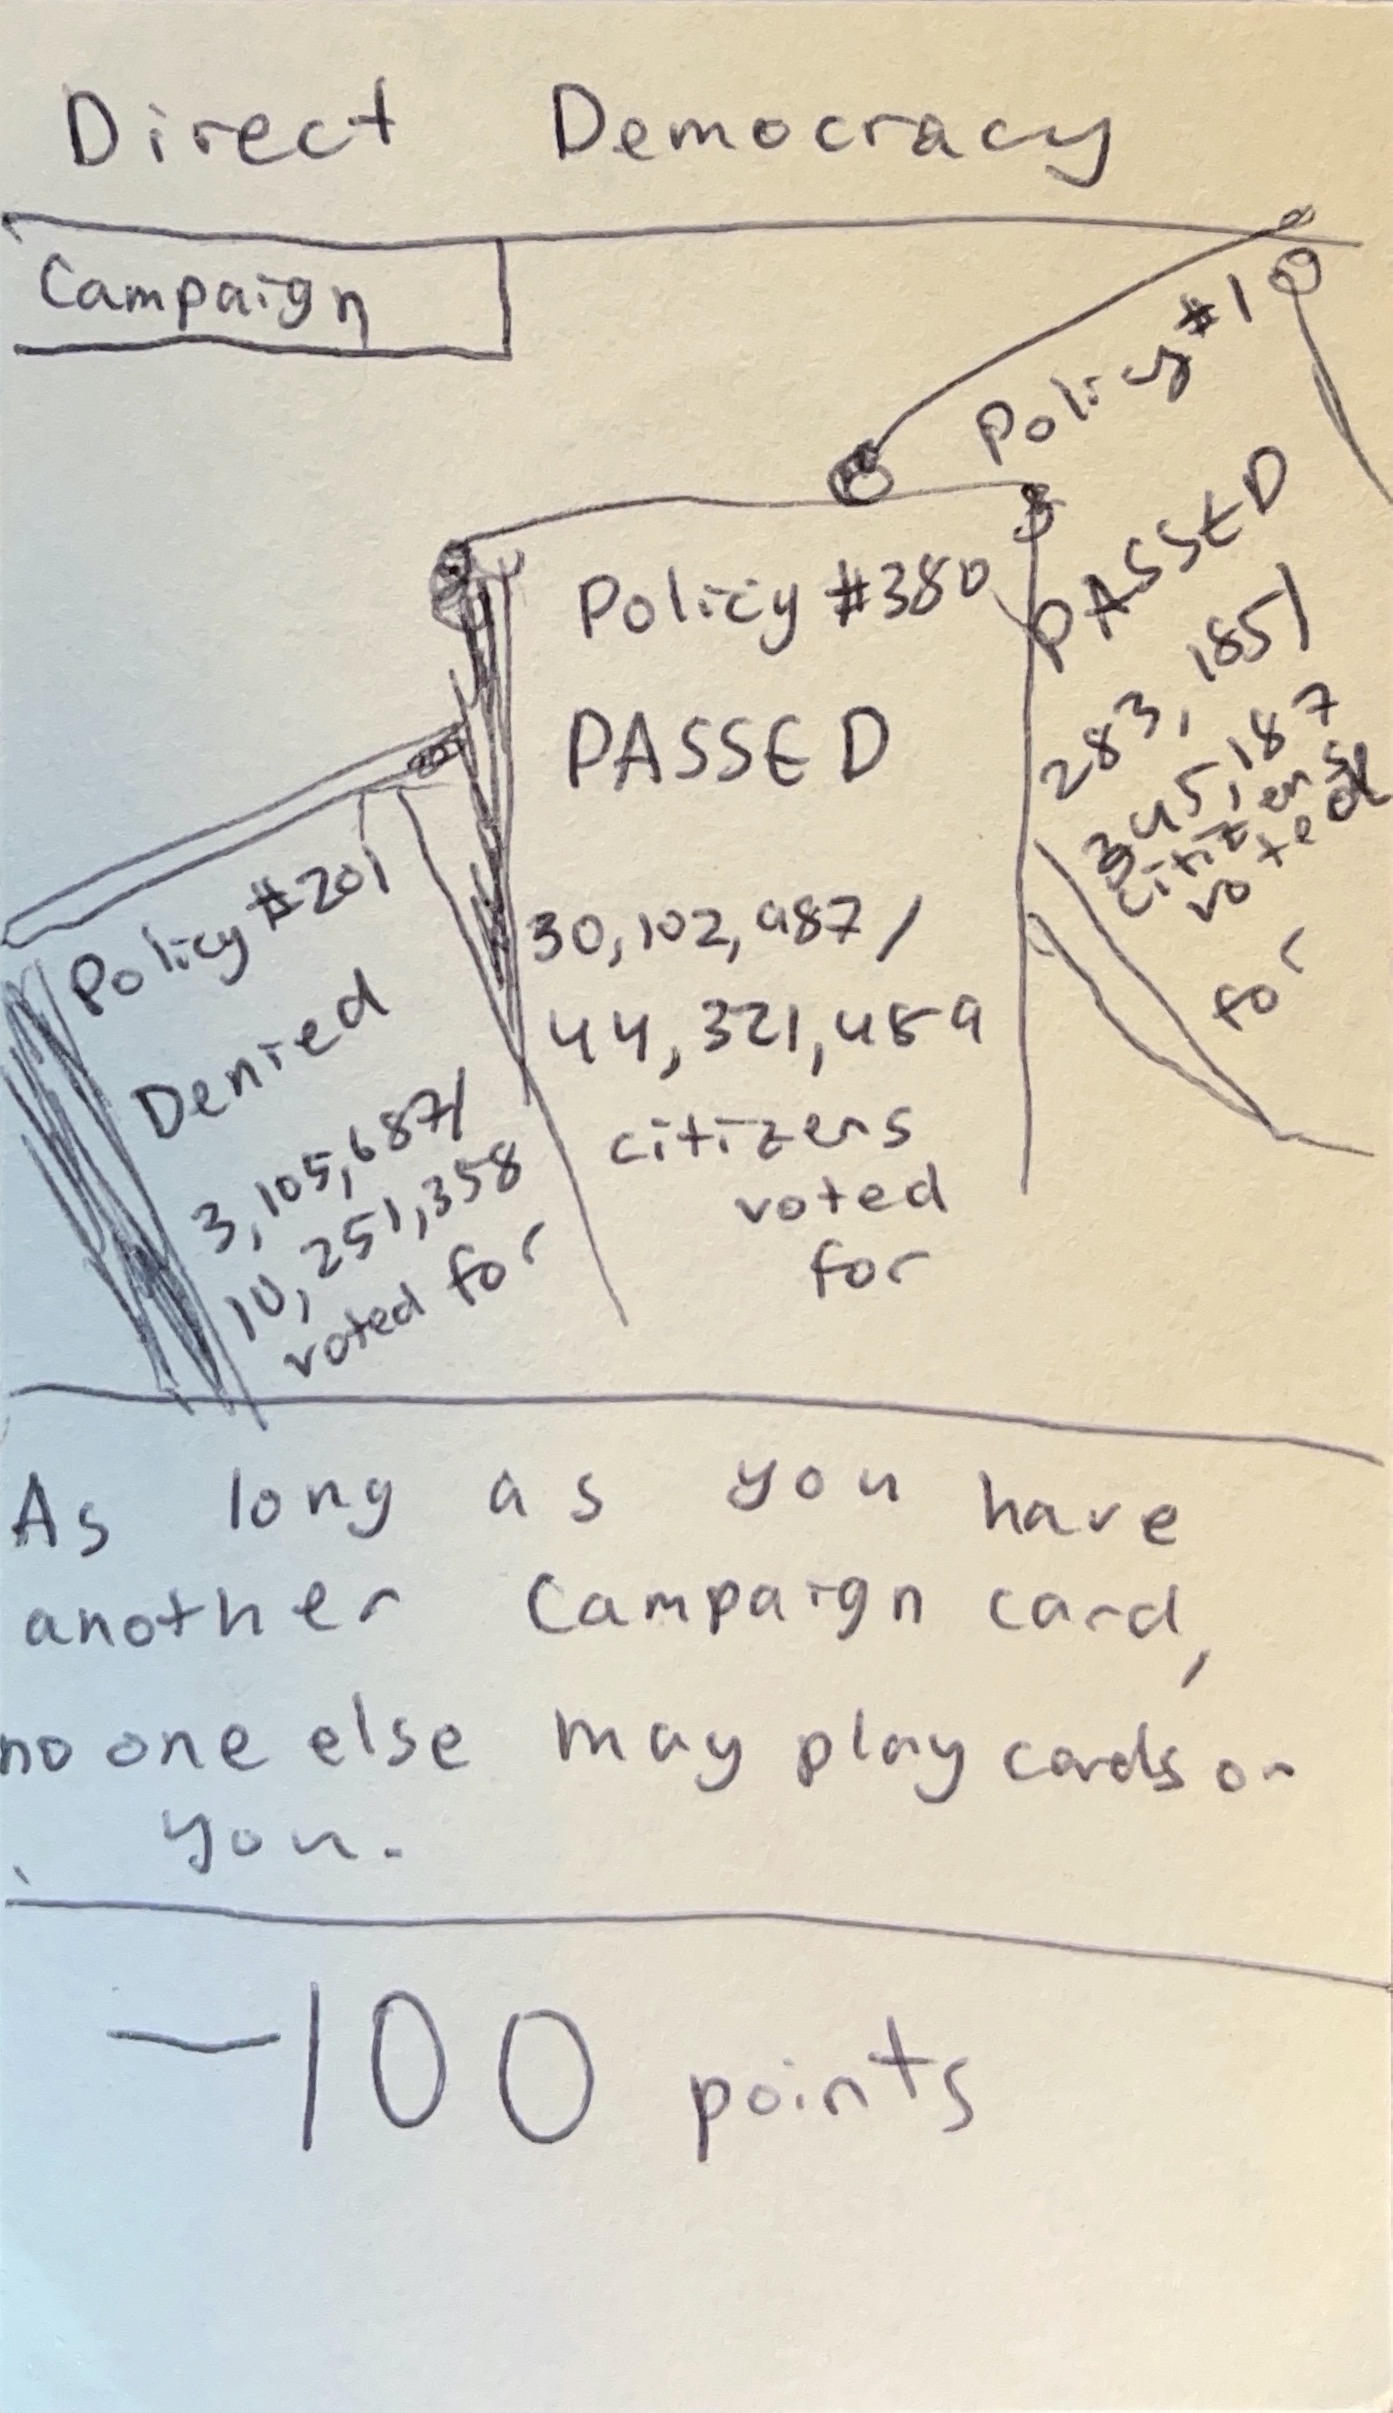 Direct Democracy
Campaign
Policy #1
PASSED
283,185/
345,187
citizens
voted
for
Policy #380
PASSED
30,102,987/
44,321,459
citizens
voted
for
Policy #201
Denied
3,105,687/
10,251,358
voted for
As long as you have
another Campaign card,
no one else may play cards on
you.
-100 points